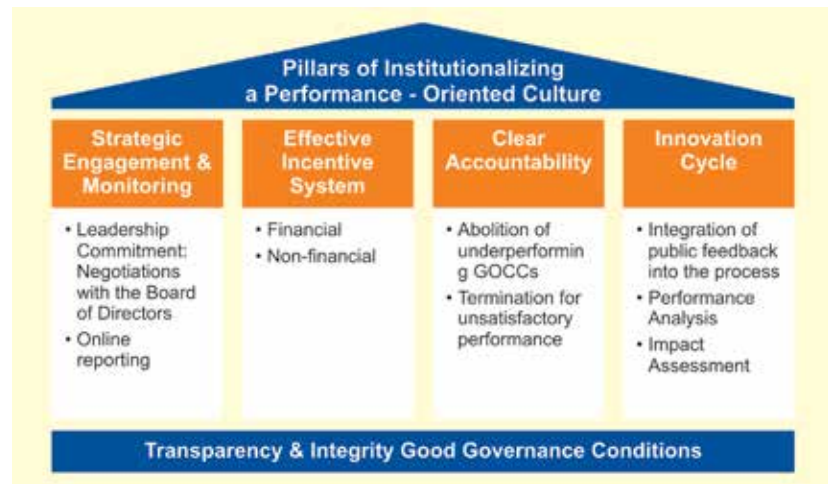 Pillars of Institutionalizing
a Performance - Oriented Culture
Strategic
Engagement &
Monitoring
• Leadership
Commitment:
Negotiations
with the Board
of Directors
• Online
reporting
Effective
Incentive
System
• Financial
• Non-financial
Clear
Accountability
• Abolition of
underperformin
g GOCCs
• Termination for
unsatisfactory
performance
Innovation
Cycle
• Integration of
public feedback
into the process
• Performance
Analysis
• Impact
Assessment
Transparency & Integrity Good Governance Conditions